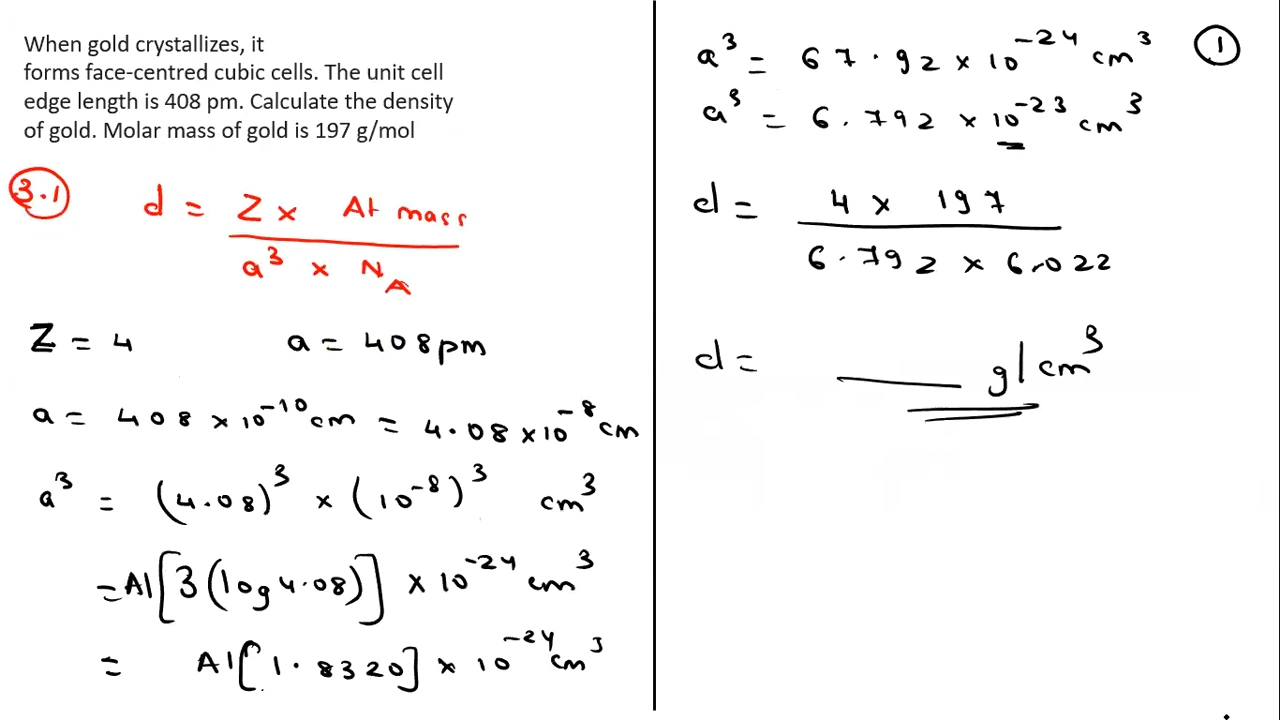 When gold crystallizes, it
forms face-centred cubic cells. The unit cell
edge length is 408 pm. Calculate the density
of gold. Molar mass of gold is 197 g/mol
3.1
d = Z × At mass
a³ × N_A
Z = 4 a = 408pm
a = 408 × 10⁻¹⁰ cm = 4.08 × 10⁻⁸ cm
a³ = (4.08)³ × (10⁻⁸)³ cm³
= Al[3(log 4.08)] × 10⁻²⁴ cm³
= Al[1.8320] × 10⁻²⁴ cm³
a³ = 67.92 × 10⁻²⁴ cm³ 1
a³ = 6.792 × 10⁻²³ cm³
d = 4 × 197
6.792 × 6.022
d = ___ g/cm³